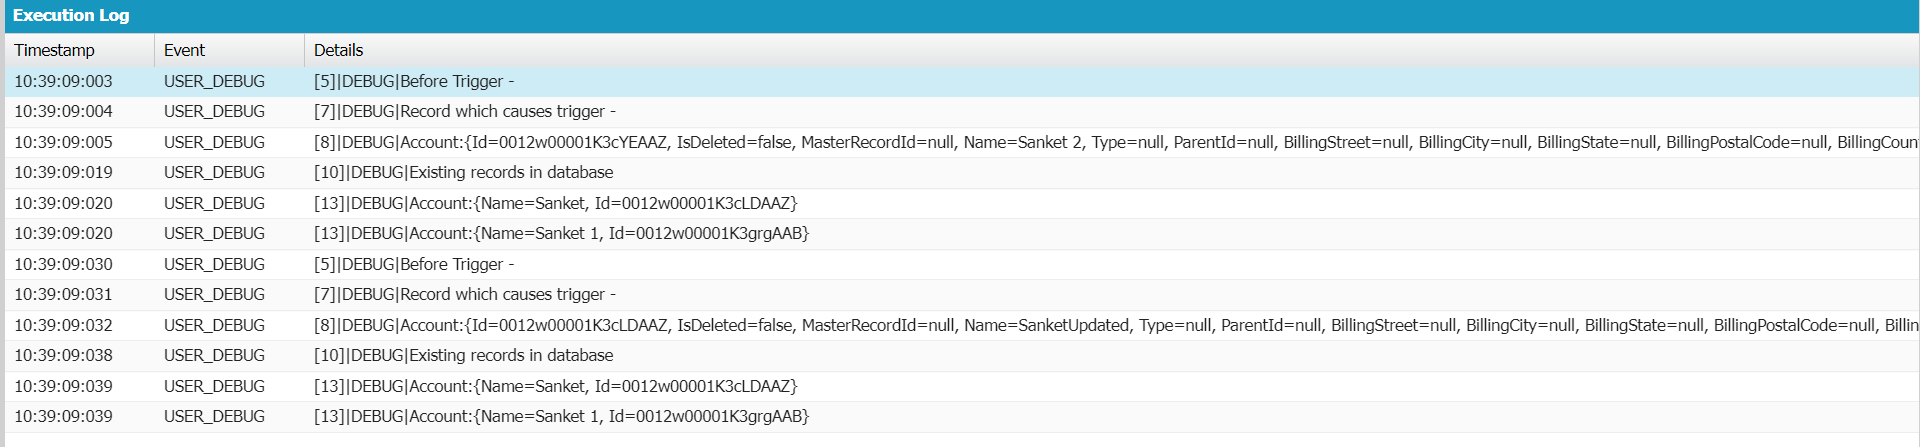 Execution Log
Timestamp Event Details
10:39:09:003 USER_DEBUG [5]|DEBUG|Before Trigger -
10:39:09:004 USER_DEBUG [7]|DEBUG|Record which causes trigger -
10:39:09:005 USER_DEBUG [8]|DEBUG|Account:{Id=0012w00001K3cYEAAZ, IsDeleted=false, MasterRecordId=null, Name=Sanket 2, Type=null, ParentId=null, BillingStreet=null, BillingCity=null, BillingState=null, BillingPostalCode=null, BillingCoun
10:39:09:019 USER_DEBUG [10]|DEBUG|Existing records in database
10:39:09:020 USER_DEBUG [13]|DEBUG|Account:{Name=Sanket, Id=0012w00001K3cLDAAZ}
10:39:09:020 USER_DEBUG [13]|DEBUG|Account:{Name=Sanket 1, Id=0012w00001K3grgAAB}
10:39:09:030 USER_DEBUG [5]|DEBUG|Before Trigger -
10:39:09:031 USER_DEBUG [7]|DEBUG|Record which causes trigger -
10:39:09:032 USER_DEBUG [8]|DEBUG|Account:{Id=0012w00001K3cLDAAZ, IsDeleted=false, MasterRecordId=null, Name=SanketUpdated, Type=null, ParentId=null, BillingStreet=null, BillingCity=null, BillingState=null, BillingPostalCode=null, Billin
10:39:09:038 USER_DEBUG [10]|DEBUG|Existing records in database
10:39:09:039 USER_DEBUG [13]|DEBUG|Account:{Name=Sanket, Id=0012w00001K3cLDAAZ}
10:39:09:039 USER_DEBUG [13]|DEBUG|Account:{Name=Sanket 1, Id=0012w00001K3grgAAB}